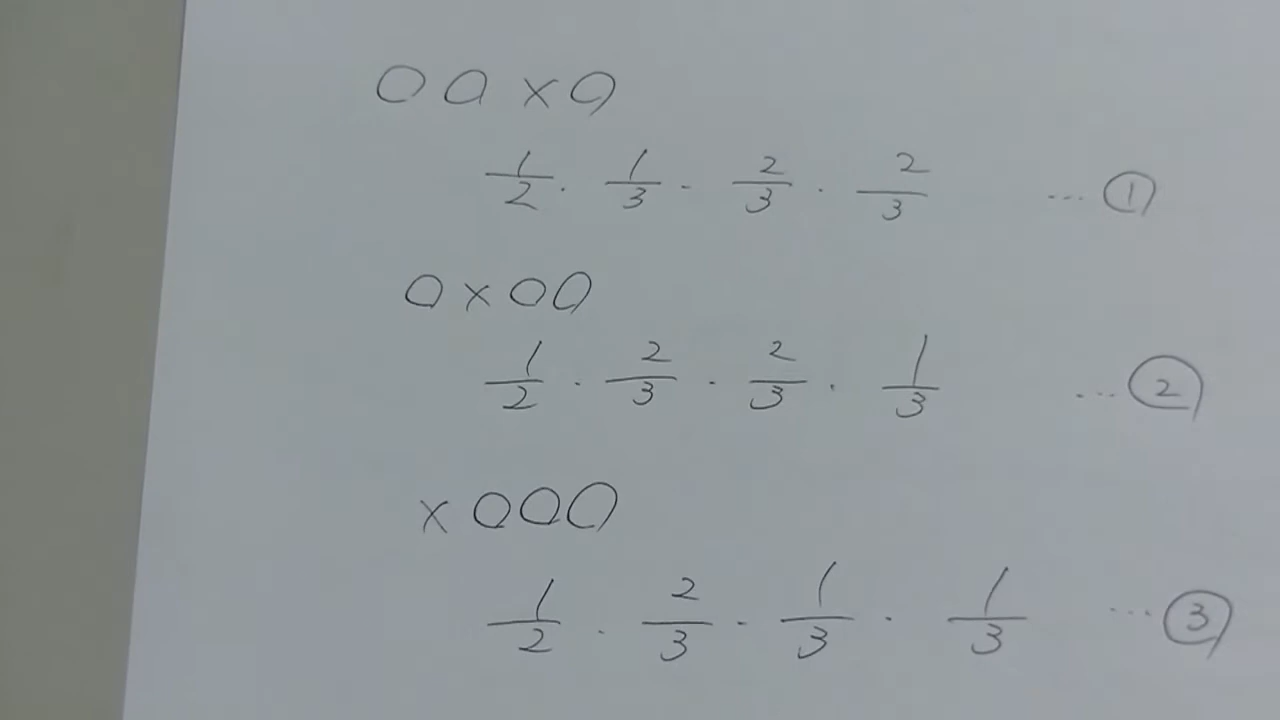 ○○×○
1/2 · 1/3 · 2/3 · 2/3 … ①
○×○○
1/2 · 2/3 · 2/3 · 1/3 … ②
×○○○
1/2 · 2/3 · 1/3 · 1/3 … ③